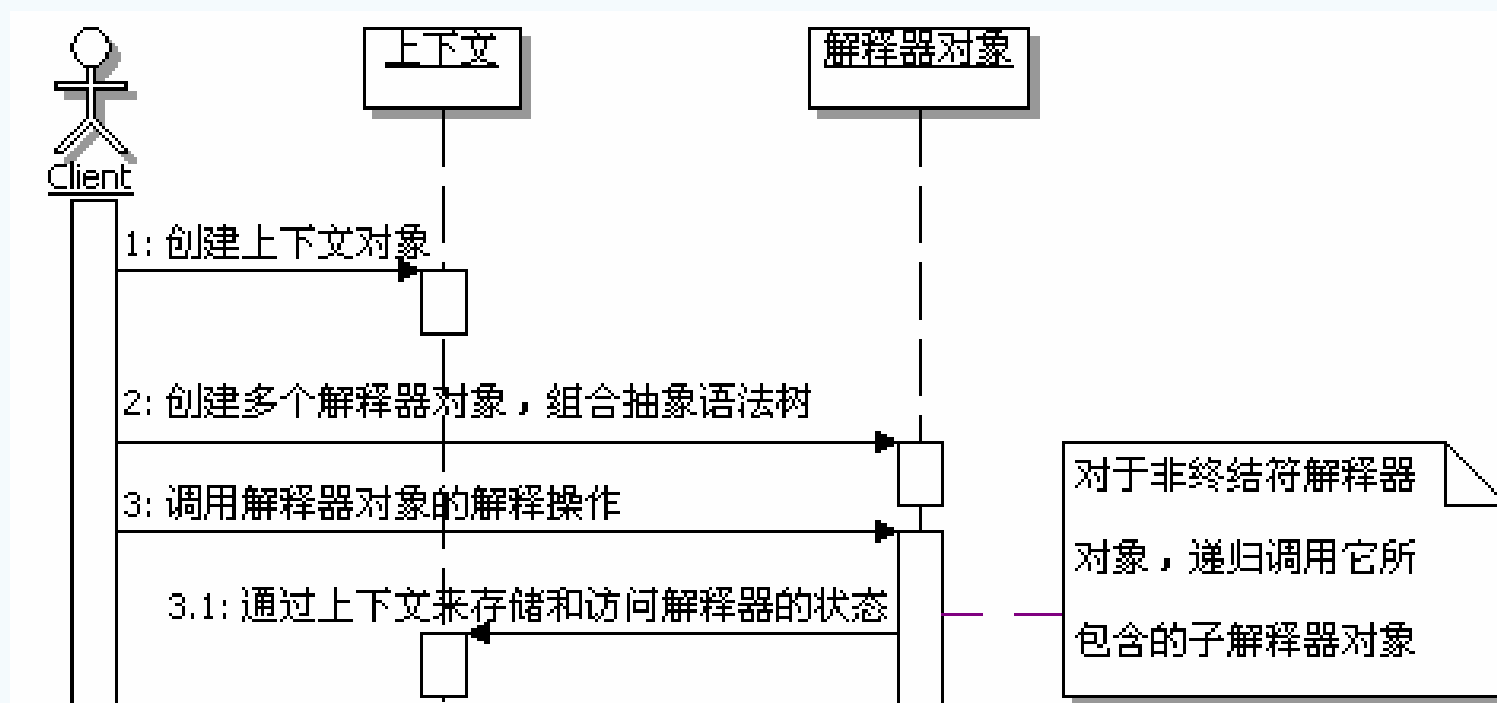 上下文
解释器对象
Client
1: 创建上下文对象
2: 创建多个解释器对象，组合抽象语法树
3: 调用解释器对象的解释操作
3.1: 通过上下文来存储和访问解释器的状态
对于非终结符解释器
对象，递归调用它所
包含的子解释器对象